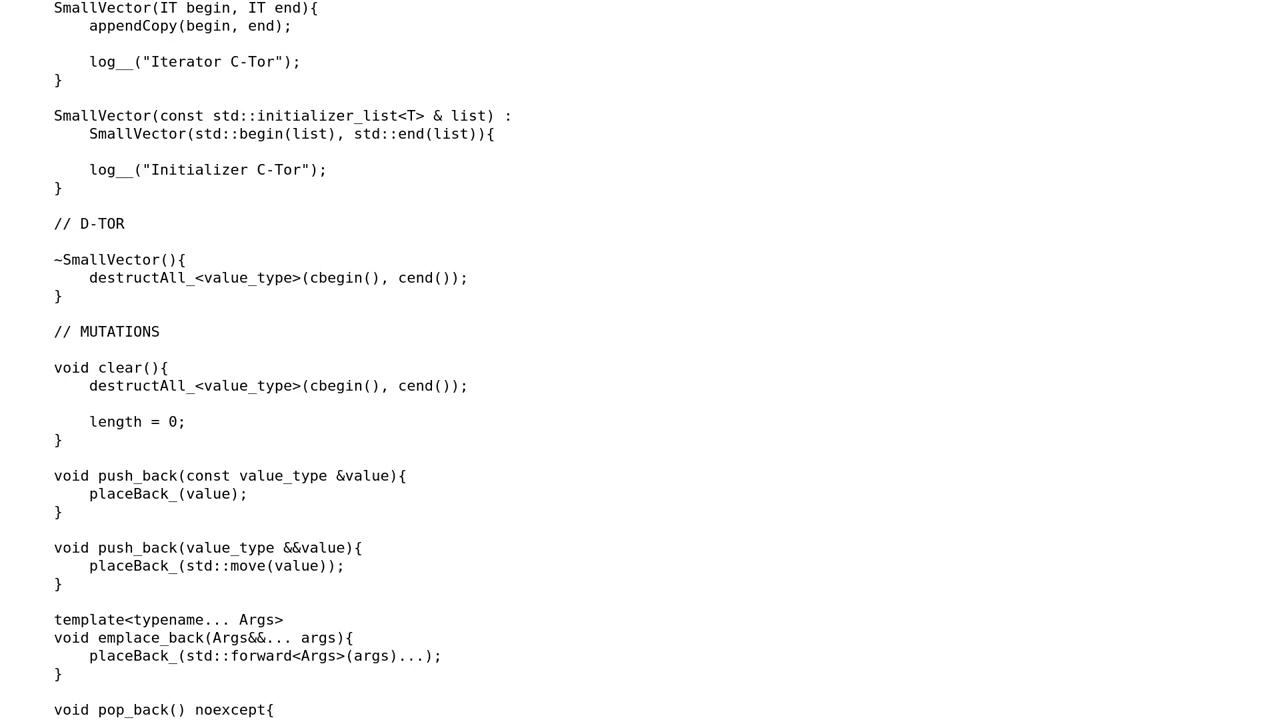 SmallVector(IT begin, IT end){
    appendCopy(begin, end);

    log__("Iterator C-Tor");
}

SmallVector(const std::initializer_list<T> & list) :
    SmallVector(std::begin(list), std::end(list)){

    log__("Initializer C-Tor");
}

// D-TOR

~SmallVector(){
    destructAll_<value_type>(cbegin(), cend());
}

// MUTATIONS

void clear(){
    destructAll_<value_type>(cbegin(), cend());

    length = 0;
}

void push_back(const value_type &value){
    placeBack_(value);
}

void push_back(value_type &&value){
    placeBack_(std::move(value));
}

template<typename... Args>
void emplace_back(Args&&... args){
    placeBack_(std::forward<Args>(args)...);
}

void pop_back() noexcept{